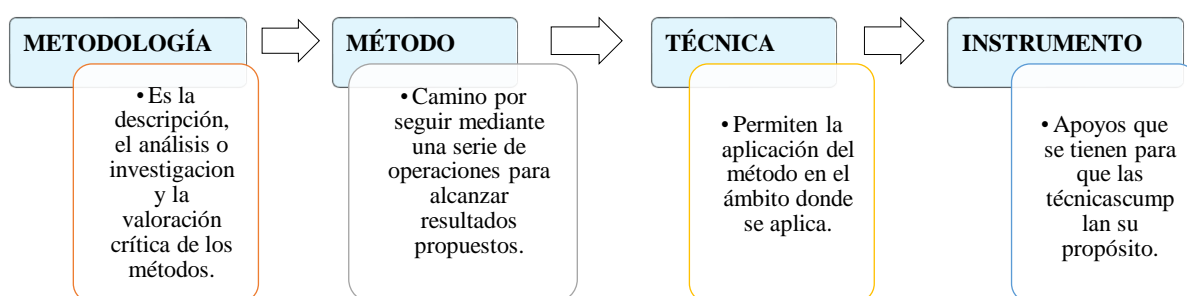 METODOLOGÍA
• Es la
descripción,
el análisis o
investigacion
y la
valoración
crítica de los
métodos.
MÉTODO
• Camino por
seguir mediante
una serie de
operaciones para
alcanzar
resultados
propuestos.
TÉCNICA
• Permiten la
aplicación del
método en el
ámbito donde
se aplica.
INSTRUMENTO
• Apoyos que
se tienen para
que las
técnicascump
lan su
propósito.